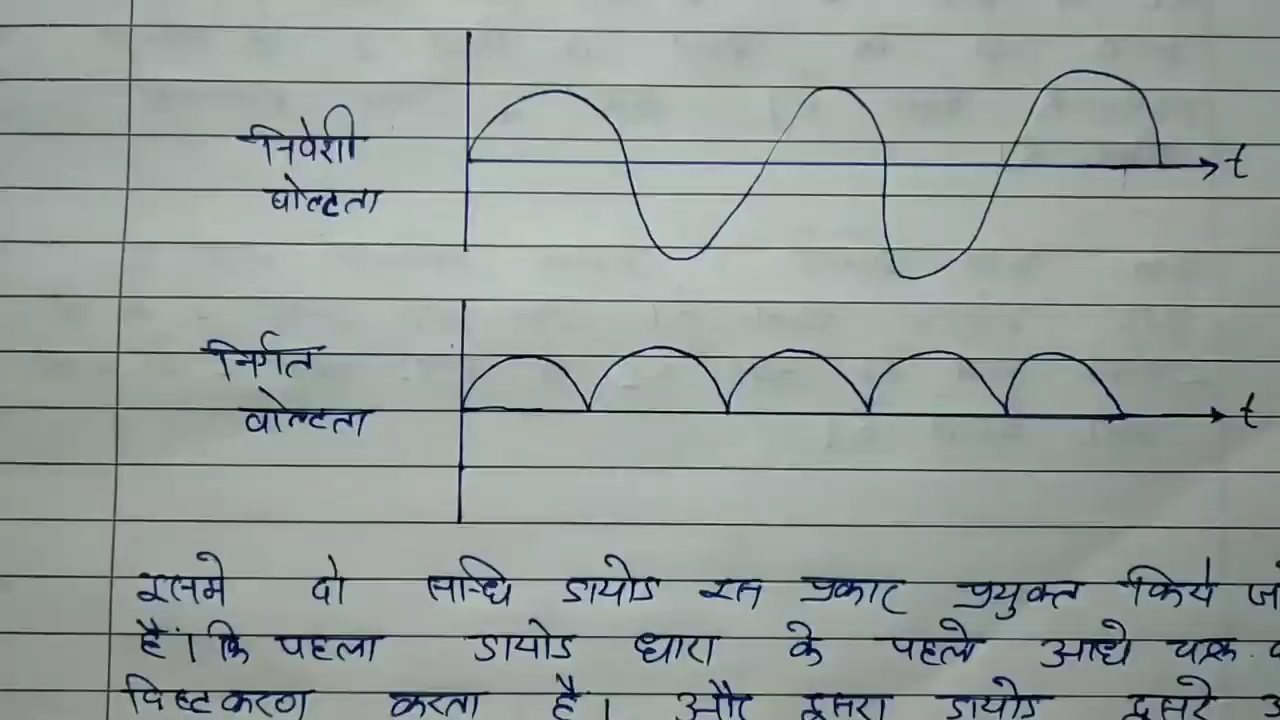 निवेशी
वोल्टता
t
निर्गत
वोल्टता
t
इसमे दो सन्धि डायोड इस प्रकार प्रयुक्त किये
है। कि पहला डायोड धारा के पहले आधे चक्र
दिष्टकरण करता है। और दूसरा डायोड दूसरे